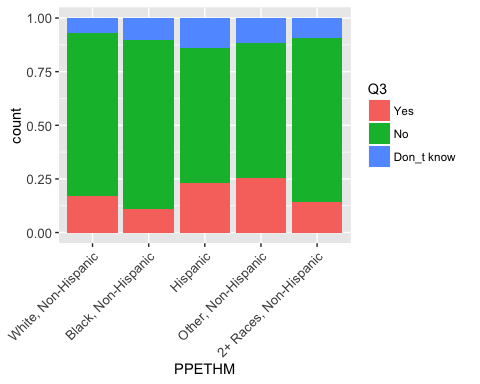 1.00
0.75
0.50
0.25
0.00
count
White, Non-Hispanic
Black, Non-Hispanic
Hispanic
Other, Non-Hispanic
2+ Races, Non-Hispanic
PPETHM
Q3
Yes
No
Don_t know